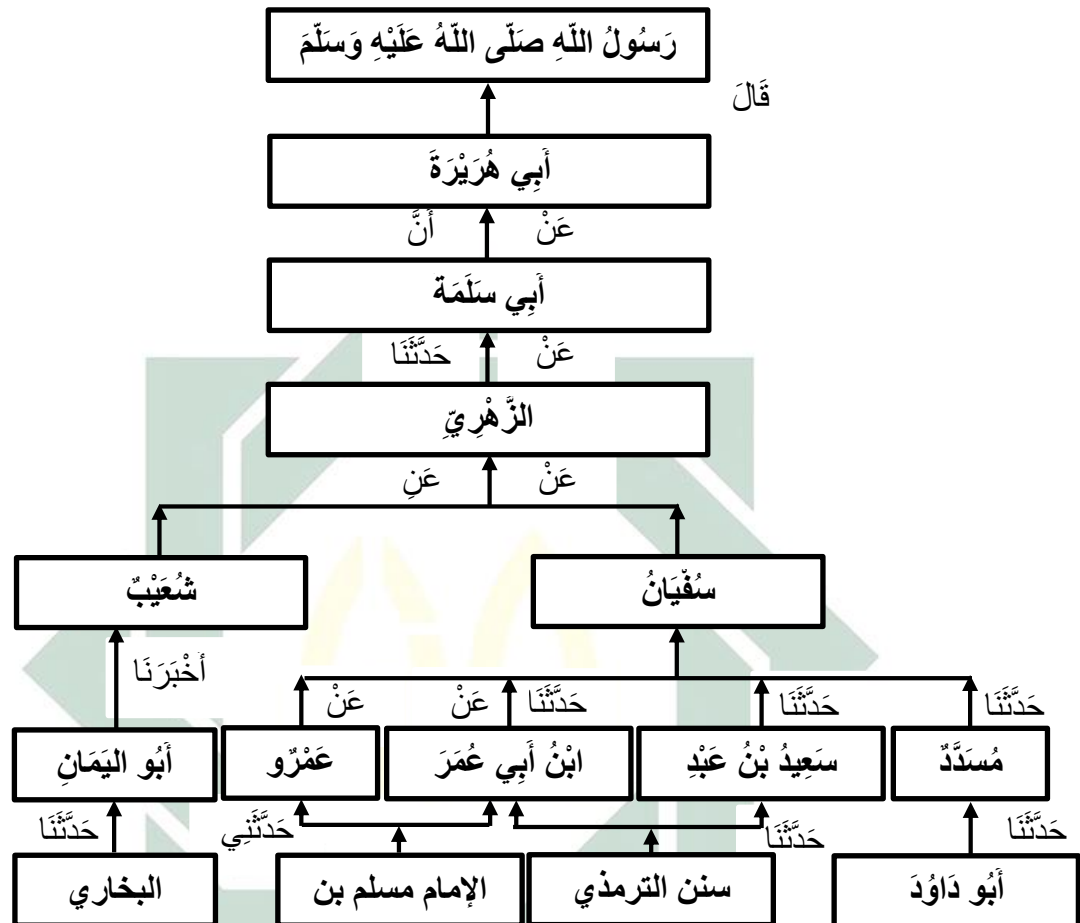 رَسُولُ اللّهِ صَلّى اللّهُ عَلَيْهِ وَسَلّمَ
قَالَ
أَبِي هُرَيْرَةَ
عَنْ أَنَّ
أَبِي سَلَمَة
عَنْ حَدَّثَنَا
الزَّهْرِيِّ
عَنْ عَنِ
سُفْيَانُ شُعَيْبٌ
أَخْبَرَنَا
حَدَّثَنَا حَدَّثَنَا حَدَّثَنَا عَنْ عَنْ
مُسَدَّدٌ سَعِيدُ بْنُ عَبْدِ ابْنُ أَبِي عُمَرَ عَمْرٌو أَبُو اليَمَانِ
حَدَّثَنَا حَدَّثَنَا حَدَّثَنِي حَدَّثَنَا
أَبُو دَاوُدَ سنن الترمذي الإمام مسلم بن البخاري